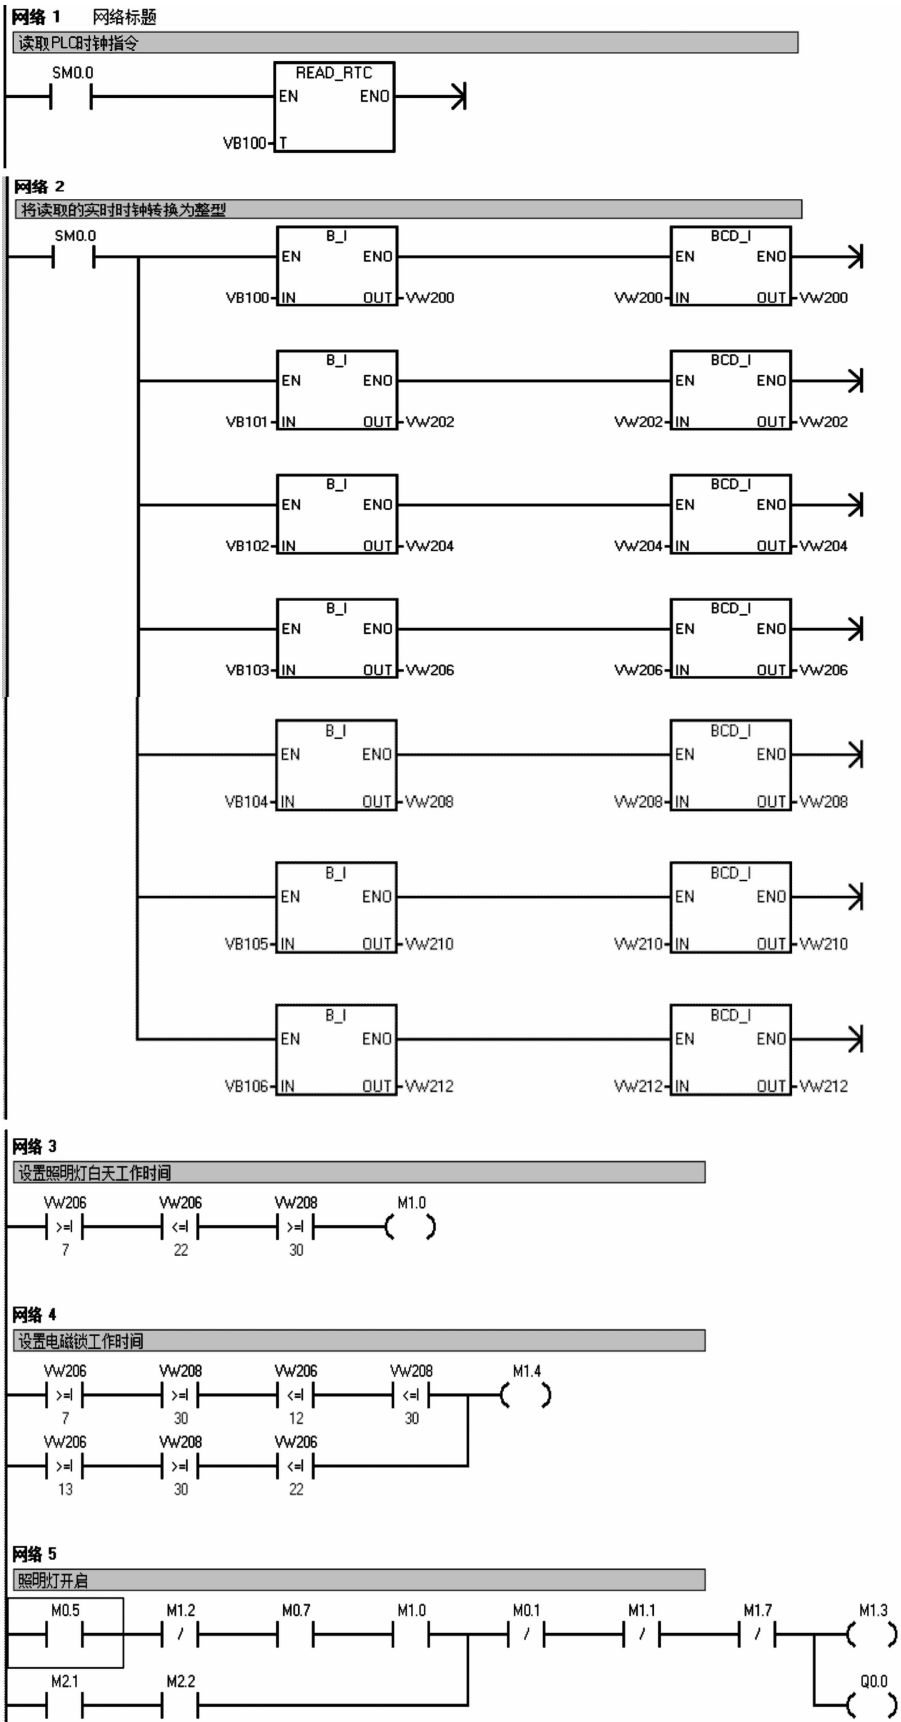 网络 1 网络标题
读取PLC时钟指令
SM0.0 READ_RTC
EN ENO
VB100 T
网络 2
将读取的实时时钟转换为整型
SM0.0 B_I BCD_I
EN ENO EN ENO
VB100 IN OUT VW200 VW200 IN OUT VW200
B_I BCD_I
EN ENO EN ENO
VB101 IN OUT VW202 VW202 IN OUT VW202
B_I BCD_I
EN ENO EN ENO
VB102 IN OUT VW204 VW204 IN OUT VW204
B_I BCD_I
EN ENO EN ENO
VB103 IN OUT VW206 VW206 IN OUT VW206
B_I BCD_I
EN ENO EN ENO
VB104 IN OUT VW208 VW208 IN OUT VW208
B_I BCD_I
EN ENO EN ENO
VB105 IN OUT VW210 VW210 IN OUT VW210
B_I BCD_I
EN ENO EN ENO
VB106 IN OUT VW212 VW212 IN OUT VW212
网络 3
设置照明灯白天工作时间
VW206 VW206 VW208 M1.0
>=I <=I >=I
7 22 30
网络 4
设置电磁锁工作时间
VW206 VW208 VW206 VW208 M1.4
>=I >=I <=I <=I
7 30 12 30
VW206 VW208 VW206
>=I >=I <=I
13 30 22
网络 5
照明灯开启
M0.5 M1.2 M0.7 M1.0 M0.1 M1.1 M1.7 M1.3
/ / / /
M2.1 M2.2 Q0.0